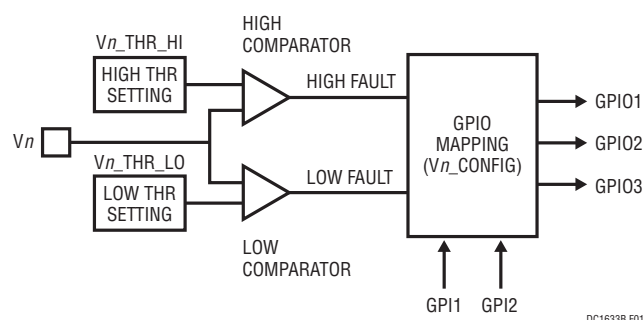 HIGH
COMPARATOR
Vn_THR_HI
HIGH THR
SETTING
HIGH FAULT
Vn
Vn_THR_LO
LOW THR
SETTING
LOW FAULT
LOW
COMPARATOR
GPIO
MAPPING
(Vn_CONFIG)
GPIO1
GPIO2
GPIO3
GPI1
GPI2
DC1633B F01